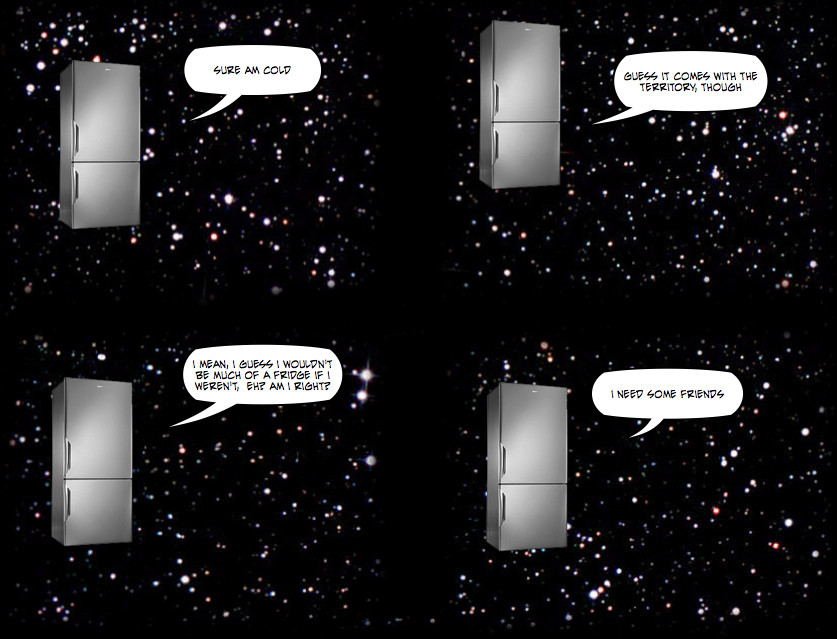 SURE AM COLD
GUESS IT COMES WITH THE
TERRITORY, THOUGH
I MEAN, I GUESS I WOULDN'T
BE MUCH OF A FRIDGE IF I
WEREN'T, EH? AM I RIGHT?
I NEED SOME FRIENDS